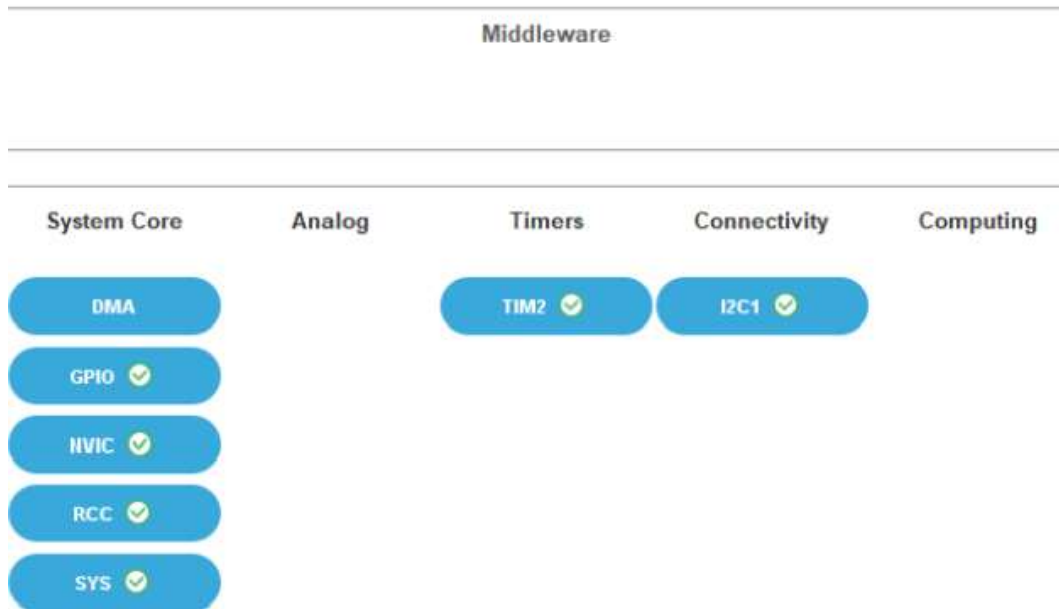 Middleware
System Core Analog Timers Connectivity Computing
DMA TIM2 I2C1
GPIO
NVIC
RCC
SYS